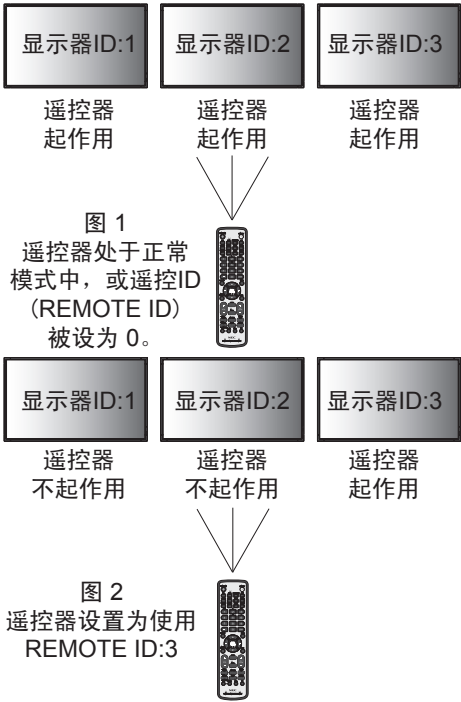 显示器ID:1
显示器ID:2
显示器ID:3
遥控器
起作用
遥控器
起作用
遥控器
起作用
图 1
遥控器处于正常
模式中，或遥控ID
(REMOTE ID)
被设为 0。
显示器ID:1
显示器ID:2
显示器ID:3
遥控器
不起作用
遥控器
不起作用
遥控器
起作用
图 2
遥控器设置为使用
REMOTE ID:3